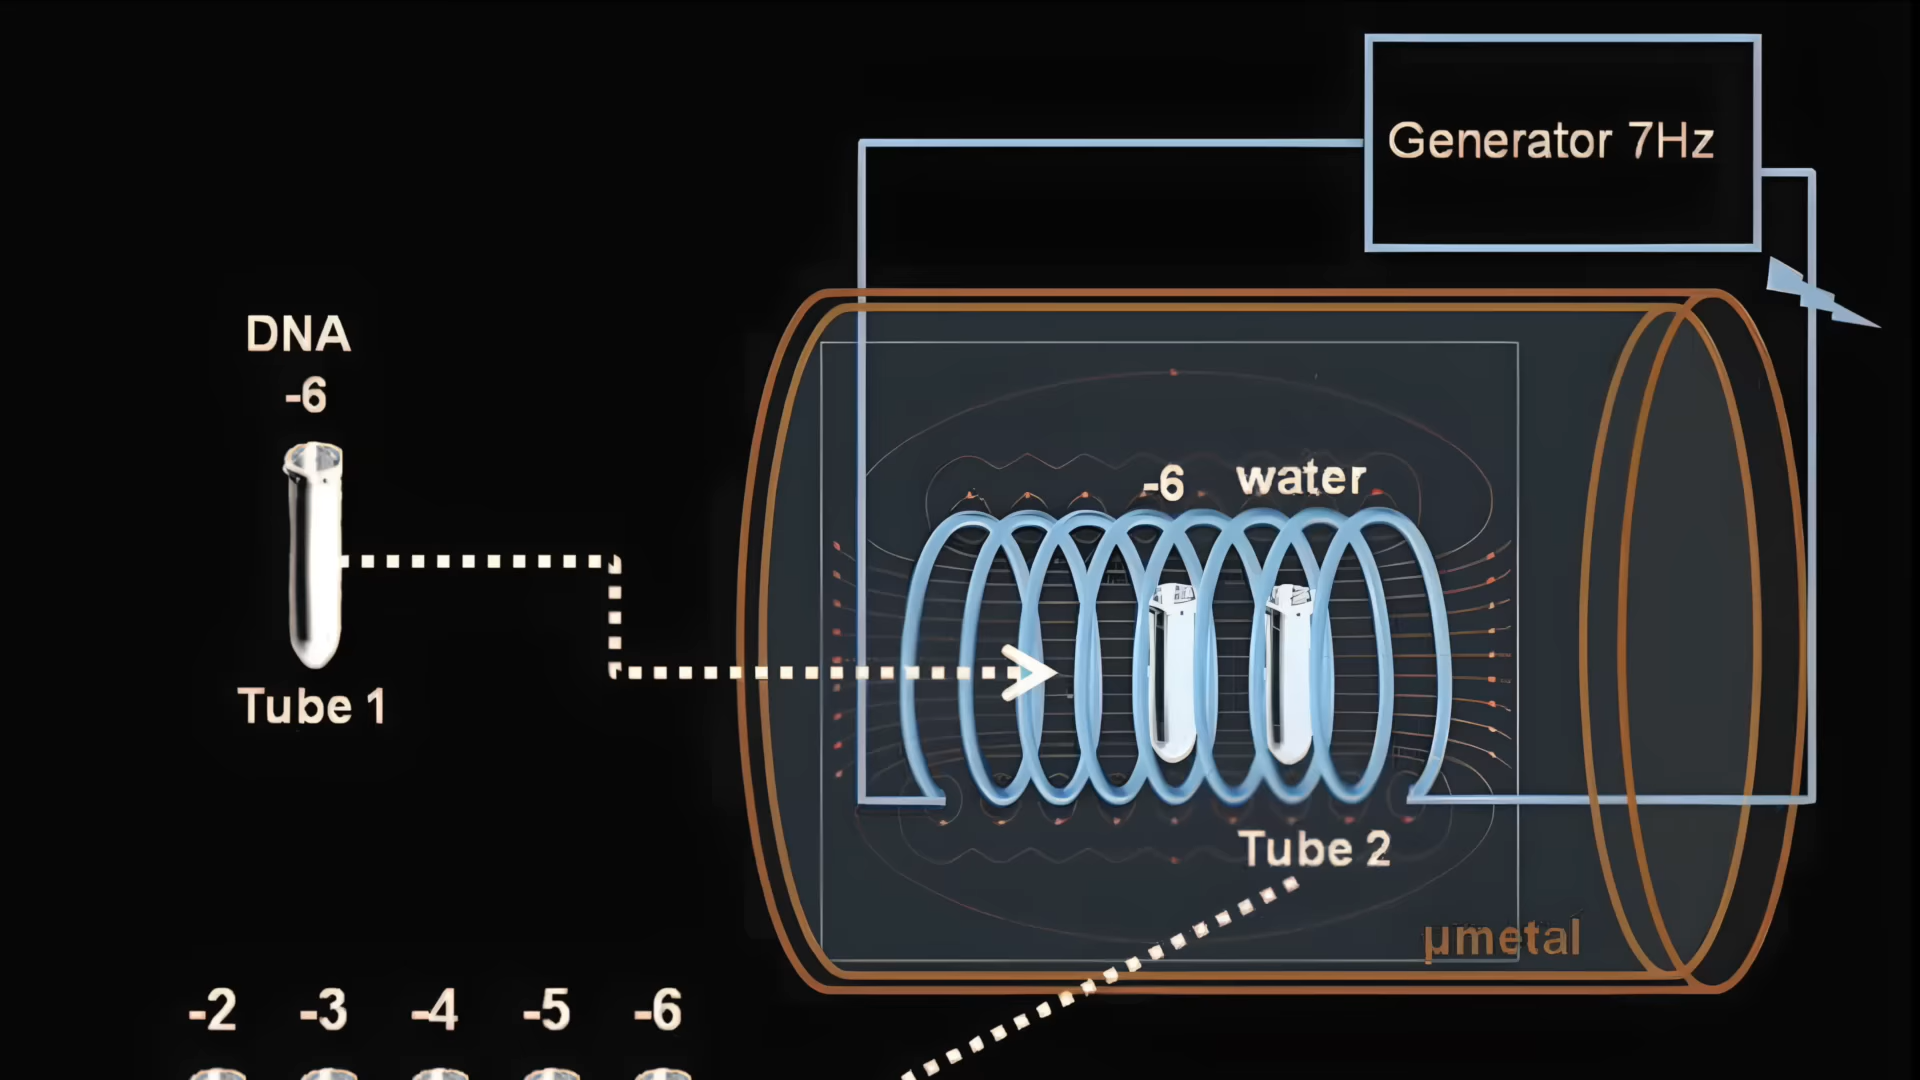 Generator 7Hz
DNA
-6
-6
water
Tube 1
Tube 2
µmetal
-2
-3
-4
-5
-6